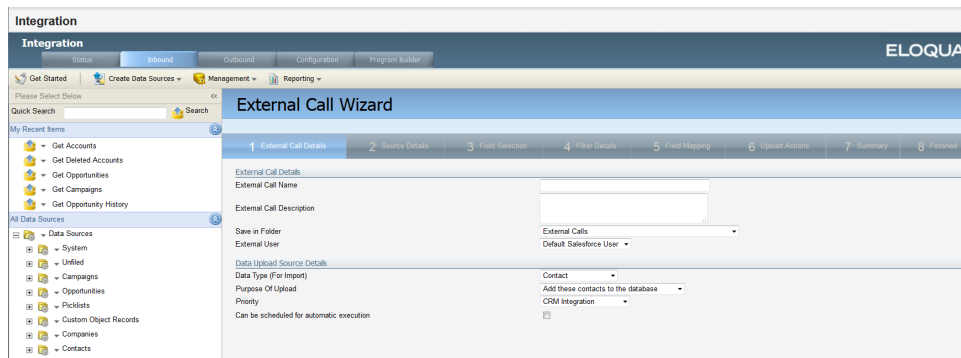 Integration
Integration
ELOQUA
Status Inbound Outbound Configuration Program Builder
Get Started Create Data Sources Management Reporting
Please Select Below
Quick Search Search
My Recent Items
Get Accounts
Get Deleted Accounts
Get Opportunities
Get Campaigns
Get Opportunity History
All Data Sources
Data Sources
System
Unfiled
Campaigns
Opportunities
Picklists
Custom Object Records
Companies
Contacts
External Call Wizard
1 External Call Details 2 Source Details 3 Field Selection 4 Filter Details 5 Field Mapping 6 Upload Actions 7 Summary 8 Finished
External Call Details
External Call Name
External Call Description
Save in Folder External Calls
External User Default Salesforce User
Data Upload Source Details
Data Type (For Import) Contact
Purpose Of Upload Add these contacts to the database
Priority CRM Integration
Can be scheduled for automatic execution